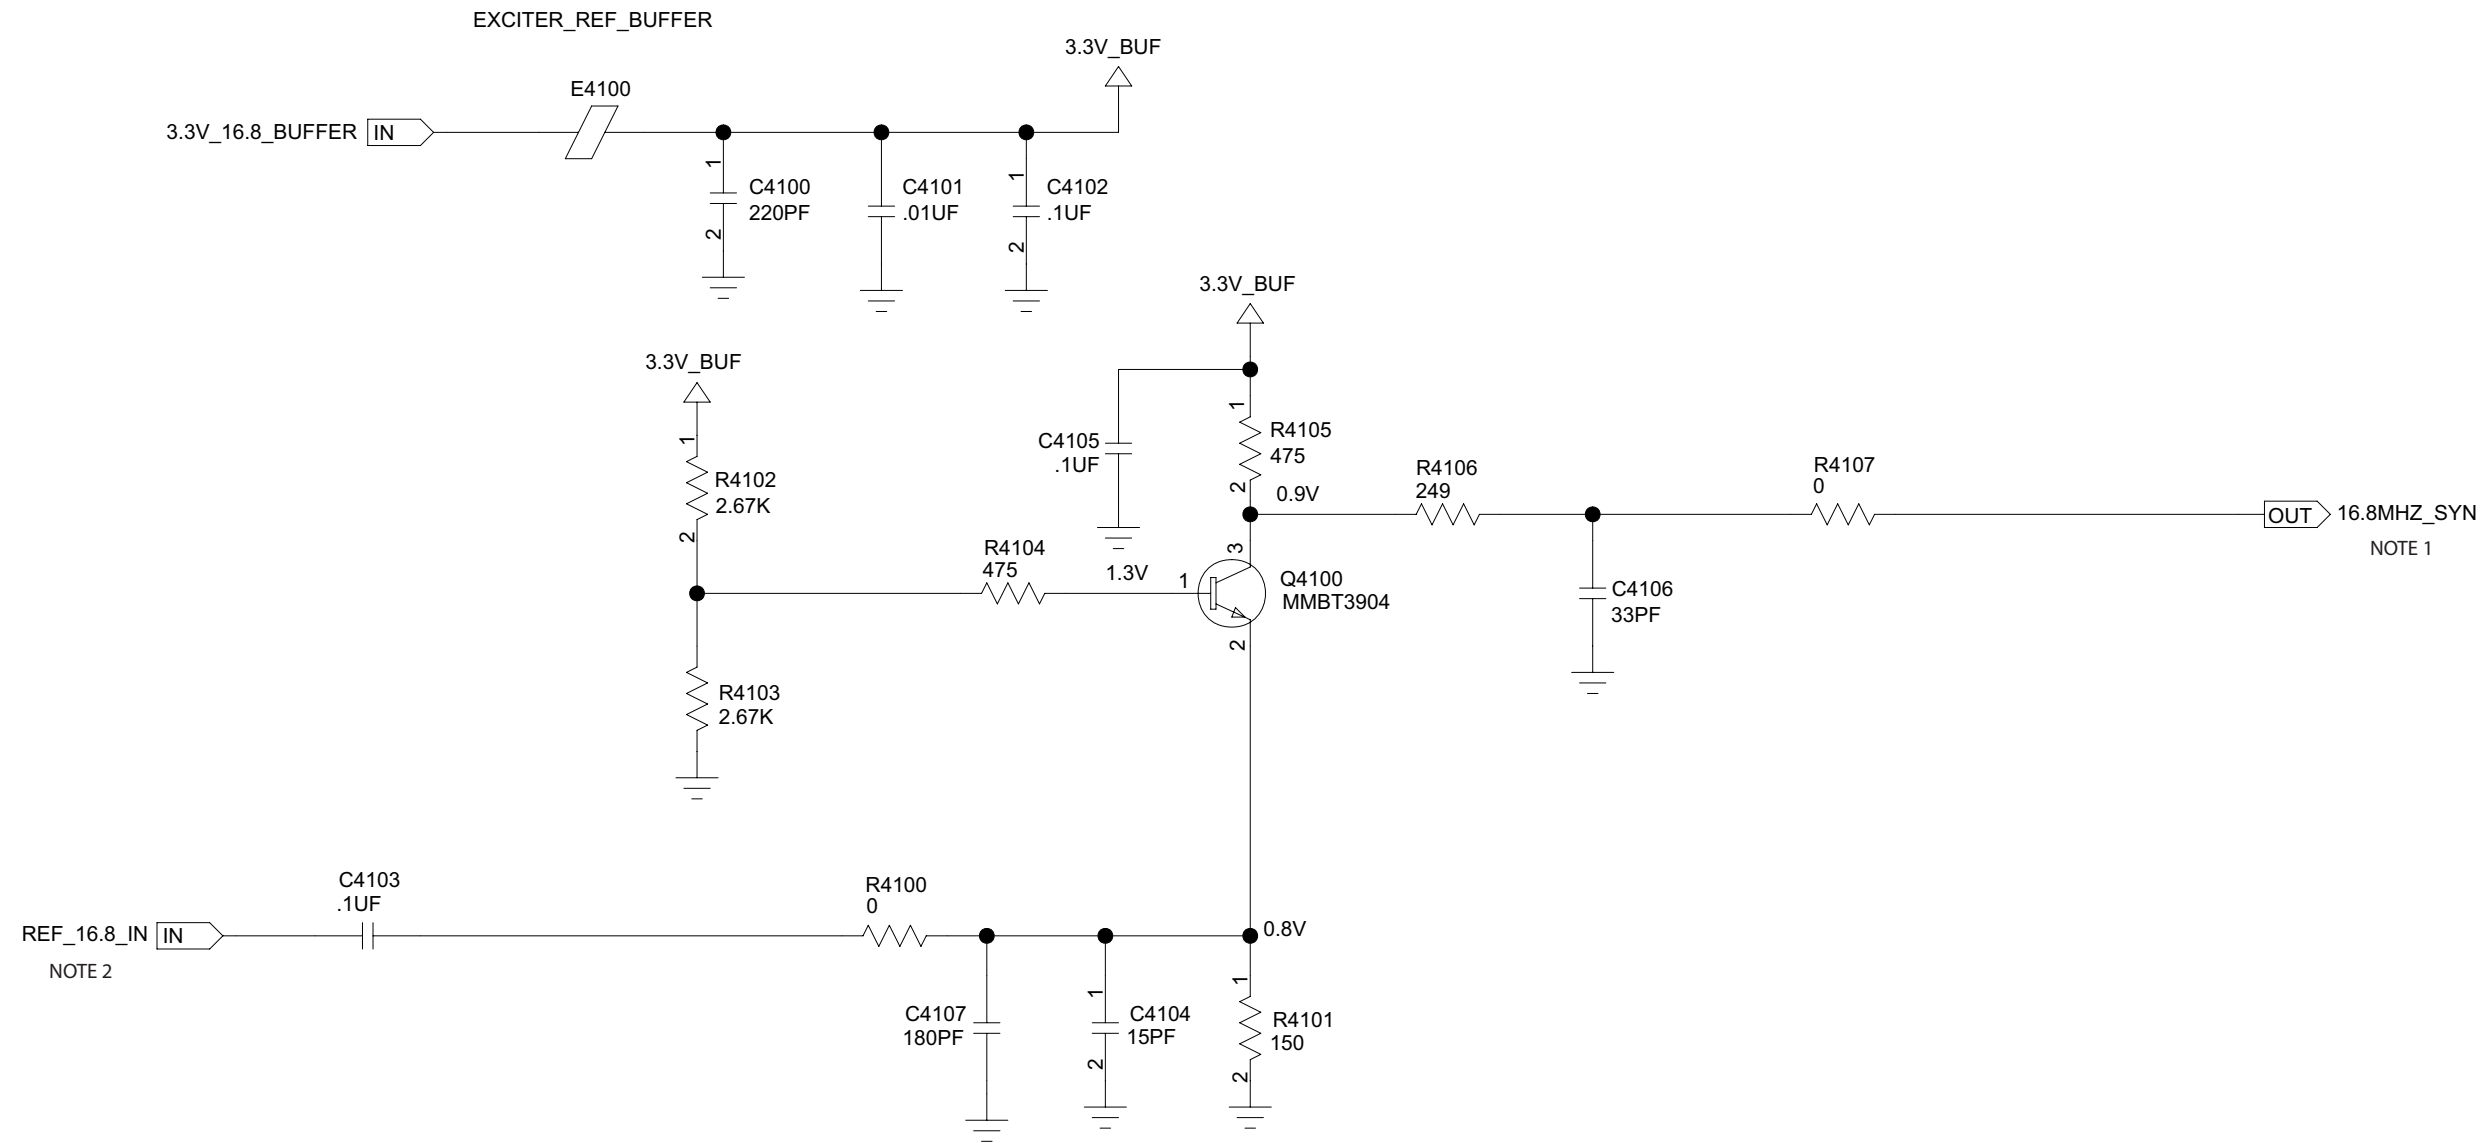 EXCITER_REF_BUFFER
3.3V_BUF
E4100
3.3V_16.8_BUFFER
IN
1
C4100
220PF
2
C4101
.01UF
1
C4102
.1UF
2
3.3V_BUF
3.3V_BUF
1
R4102
2.67K
2
C4105
.1UF
1
R4105
475
2
0.9V
R4106
249
R4107
0
OUT
16.8MHZ_SYN
NOTE 1
R4104
475
1.3V
1
3
Q4100
MMBT3904
2
C4106
33PF
R4103
2.67K
C4103
.1UF
R4100
0
REF_16.8_IN
IN
NOTE 2
0.8V
C4107
180PF
1
C4104
15PF
2
1
R4101
150
2